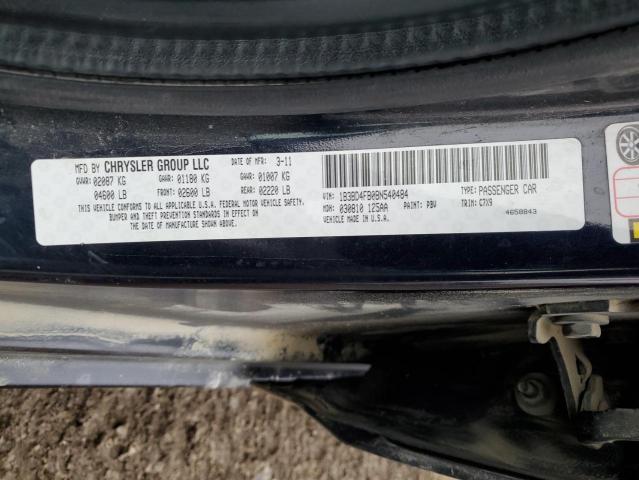 MFD BY CHRYSLER GROUP LLC DATE OF MFR: 3-11
GVWR: 02087 KG GAWR: 01180 KG GAWR: 01007 KG
04600 LB FRONT: 02600 LB REAR: 02220 LB
THIS VEHICLE CONFORMS TO ALL APPLICABLE U.S.A. FEDERAL MOTOR VEHICLE SAFETY,
BUMPER AND THEFT PREVENTION STANDARDS IN EFFECT ON
THE DATE OF MANUFACTURE SHOWN ABOVE.
VIN: 1B3BD4FB0BN540484 TYPE: PASSENGER CAR
MDH: 030810 125AA PAINT: PBV TRIM: C7X9
VEHICLE MADE IN U.S.A. 4658843